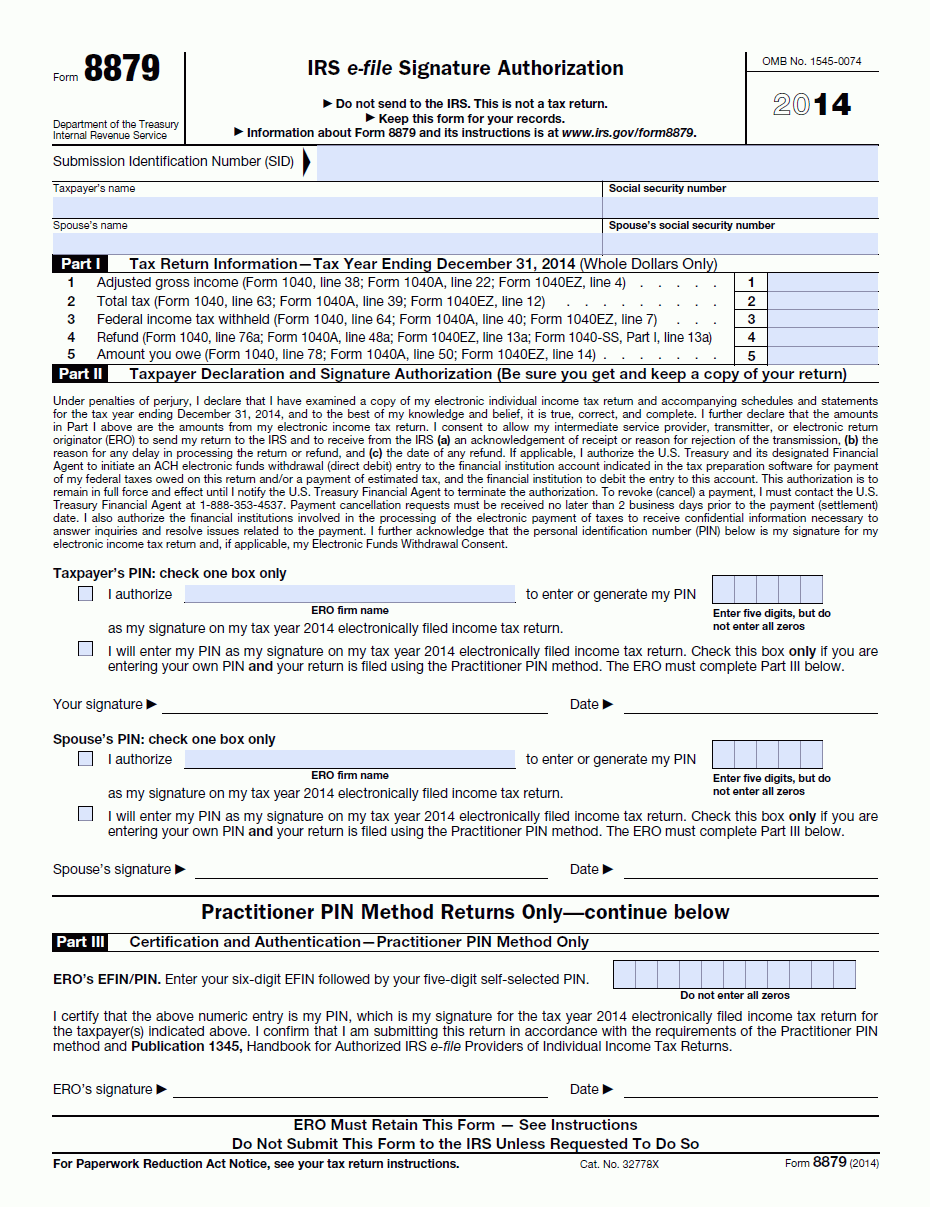 Form 8879
Department of the Treasury
Internal Revenue Service
IRS e-file Signature Authorization
▶ Do not send to the IRS. This is not a tax return.
▶ Keep this form for your records.
▶ Information about Form 8879 and its instructions is at www.irs.gov/form8879.
OMB No. 1545-0074
2014
Submission Identification Number (SID)
Taxpayer's name
Social security number
Spouse's name
Spouse's social security number
Part I Tax Return Information—Tax Year Ending December 31, 2014 (Whole Dollars Only)
1 Adjusted gross income (Form 1040, line 38; Form 1040A, line 22; Form 1040EZ, line 4) . . . . . 1
2 Total tax (Form 1040, line 63; Form 1040A, line 39; Form 1040EZ, line 12) . . . . . . . . . 2
3 Federal income tax withheld (Form 1040, line 64; Form 1040A, line 40; Form 1040EZ, line 7) . . . 3
4 Refund (Form 1040, line 76a; Form 1040A, line 48a; Form 1040EZ, line 13a; Form 1040-SS, Part I, line 13a) 4
5 Amount you owe (Form 1040, line 78; Form 1040A, line 50; Form 1040EZ, line 14) . . . . . . . 5
Part II Taxpayer Declaration and Signature Authorization (Be sure you get and keep a copy of your return)
Under penalties of perjury, I declare that I have examined a copy of my electronic individual income tax return and accompanying schedules and statements
for the tax year ending December 31, 2014, and to the best of my knowledge and belief, it is true, correct, and complete. I further declare that the amounts
in Part I above are the amounts from my electronic income tax return. I consent to allow my intermediate service provider, transmitter, or electronic return
originator (ERO) to send my return to the IRS and to receive from the IRS (a) an acknowledgement of receipt or reason for rejection of the transmission, (b) the
reason for any delay in processing the return or refund, and (c) the date of any refund. If applicable, I authorize the U.S. Treasury and its designated Financial
Agent to initiate an ACH electronic funds withdrawal (direct debit) entry to the financial institution account indicated in the tax preparation software for payment
of my federal taxes owed on this return and/or a payment of estimated tax, and the financial institution to debit the entry to this account. This authorization is to
remain in full force and effect until I notify the U.S. Treasury Financial Agent to terminate the authorization. To revoke (cancel) a payment, I must contact the U.S.
Treasury Financial Agent at 1-888-353-4537. Payment cancellation requests must be received no later than 2 business days prior to the payment (settlement)
date. I also authorize the financial institutions involved in the processing of the electronic payment of taxes to receive confidential information necessary to
answer inquiries and resolve issues related to the payment. I further acknowledge that the personal identification number (PIN) below is my signature for my
electronic income tax return and, if applicable, my Electronic Funds Withdrawal Consent.
Taxpayer's PIN: check one box only
I authorize to enter or generate my PIN
ERO firm name
Enter five digits, but do
not enter all zeros
as my signature on my tax year 2014 electronically filed income tax return.
I will enter my PIN as my signature on my tax year 2014 electronically filed income tax return. Check this box only if you are
entering your own PIN and your return is filed using the Practitioner PIN method. The ERO must complete Part III below.
Your signature ▶ Date ▶
Spouse's PIN: check one box only
I authorize to enter or generate my PIN
ERO firm name
Enter five digits, but do
not enter all zeros
as my signature on my tax year 2014 electronically filed income tax return.
I will enter my PIN as my signature on my tax year 2014 electronically filed income tax return. Check this box only if you are
entering your own PIN and your return is filed using the Practitioner PIN method. The ERO must complete Part III below.
Spouse's signature ▶ Date ▶
Practitioner PIN Method Returns Only—continue below
Part III Certification and Authentication—Practitioner PIN Method Only
ERO's EFIN/PIN. Enter your six-digit EFIN followed by your five-digit self-selected PIN.
Do not enter all zeros
I certify that the above numeric entry is my PIN, which is my signature for the tax year 2014 electronically filed income tax return for
the taxpayer(s) indicated above. I confirm that I am submitting this return in accordance with the requirements of the Practitioner PIN
method and Publication 1345, Handbook for Authorized IRS e-file Providers of Individual Income Tax Returns.
ERO's signature ▶ Date ▶
ERO Must Retain This Form — See Instructions
Do Not Submit This Form to the IRS Unless Requested To Do So
For Paperwork Reduction Act Notice, see your tax return instructions. Cat. No. 32778X Form 8879 (2014)